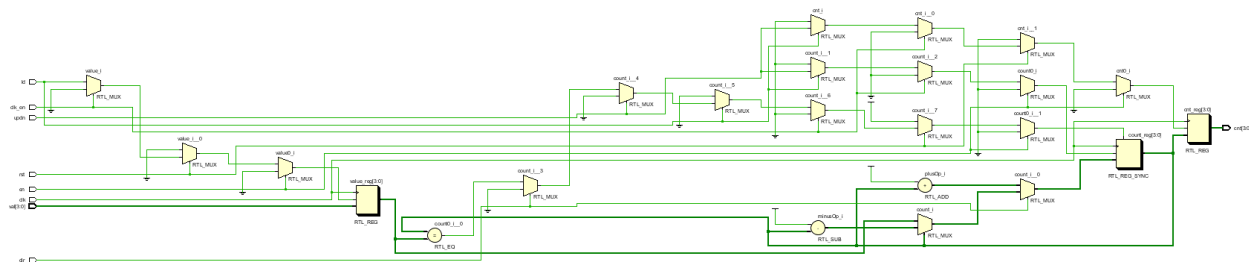 cnt_i
RTL_MUX
cnt_i__0
RTL_MUX
cnt_i__1
RTL_MUX
count_i__1
RTL_MUX
count_i__2
RTL_MUX
count0_i
RTL_MUX
cnt0_i
RTL_MUX
value_i
RTL_MUX
count_i__4
RTL_MUX
count_i__5
RTL_MUX
count_i__6
RTL_MUX
count_i__7
RTL_MUX
count0_i__1
RTL_MUX
cnt_reg[3:0]
RTL_REG
cnt[3:0]
ld
clk_en
updn
rst
en
clk
val[3:0]
dir
value_i__0
RTL_MUX
value0_i
RTL_MUX
value_reg[3:0]
RTL_REG
count_reg[3:0]
RTL_REG_SYNC
count_i__3
RTL_MUX
plusOp_i
RTL_ADD
count_i__0
RTL_MUX
count0_i__0
RTL_EQ
minusOp_i
RTL_SUB
count_i
RTL_MUX